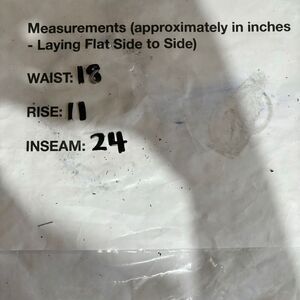 Measurements (approximately in inches
- Laying Flat Side to Side)
WAIST: 18
RISE: 11
INSEAM: 24